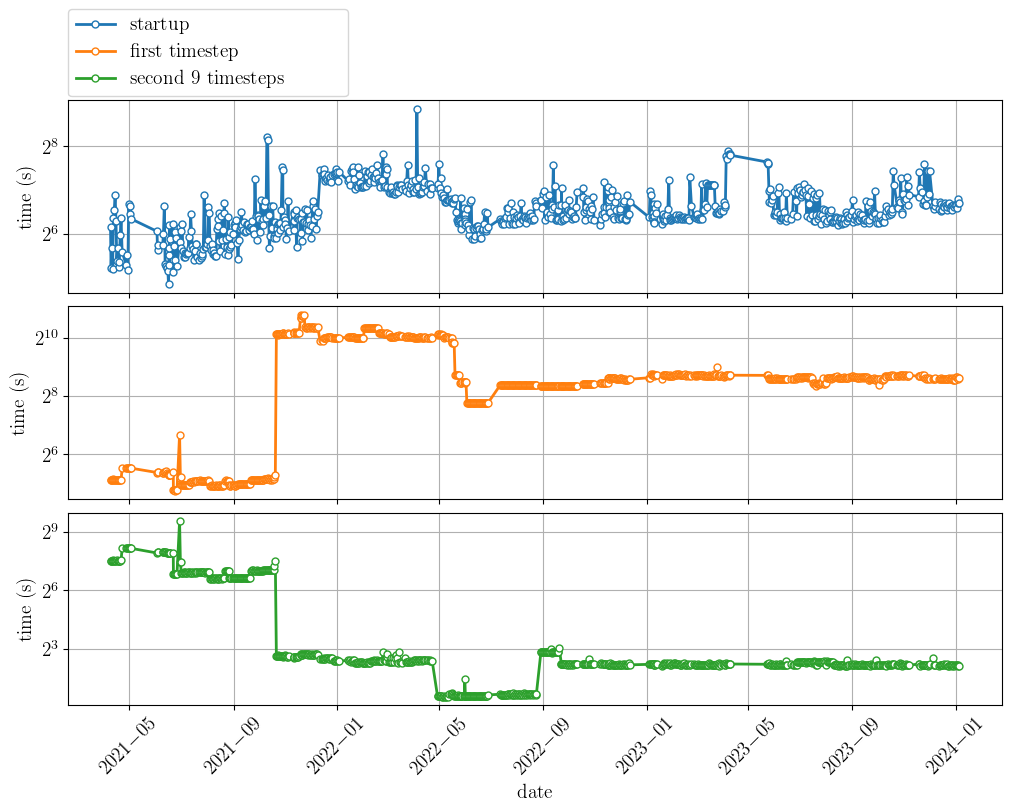 startup
first timestep
second 9 timesteps
time (s)
2^8
2^6
time (s)
2^10
2^8
2^6
time (s)
2^9
2^6
2^3
2021−05
2021−09
2022−01
2022−05
2022−09
2023−01
2023−05
2023−09
2024−01
date